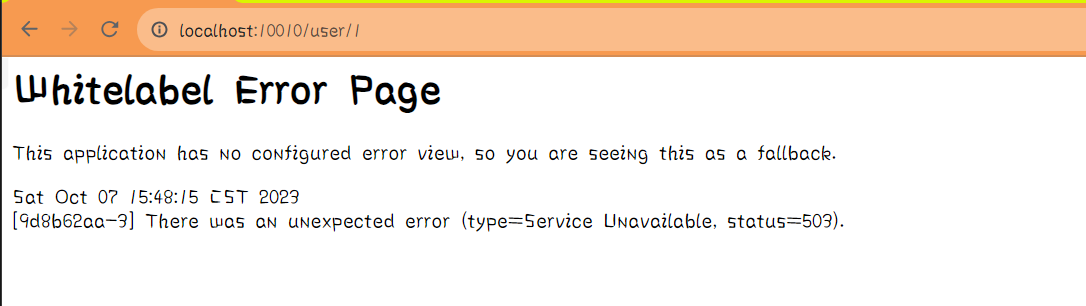 localhost:10010/user/1
Whitelabel Error Page
This application has no configured error view, so you are seeing this as a fallback.
Sat Oct 07 15:48:15 CST 2023
[9d8b62aa-3] There was an unexpected error (type=Service Unavailable, status=503).